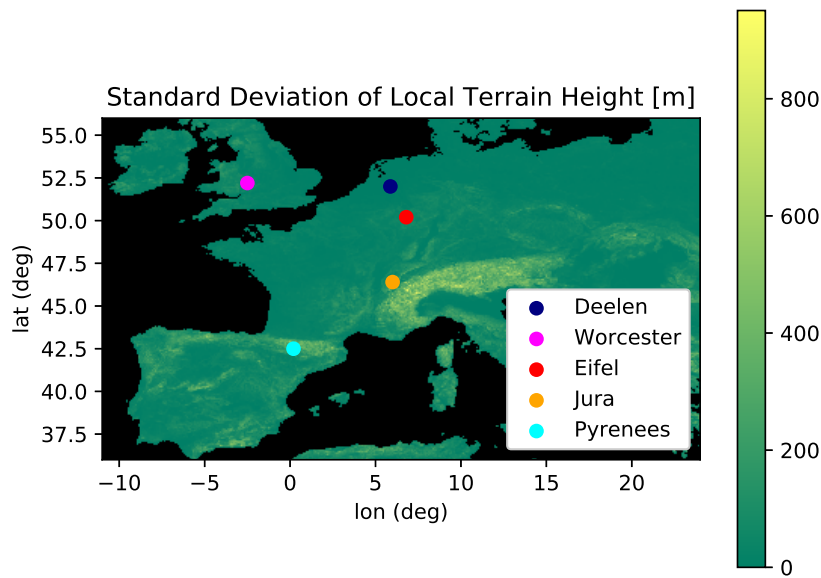 Standard Deviation of Local Terrain Height [m]
55.0
52.5
50.0
47.5
45.0
42.5
40.0
37.5
lat (deg)
−10
−5
0
5
10
15
20
lon (deg)
Deelen
Worcester
Eifel
Jura
Pyrenees
800
600
400
200
0